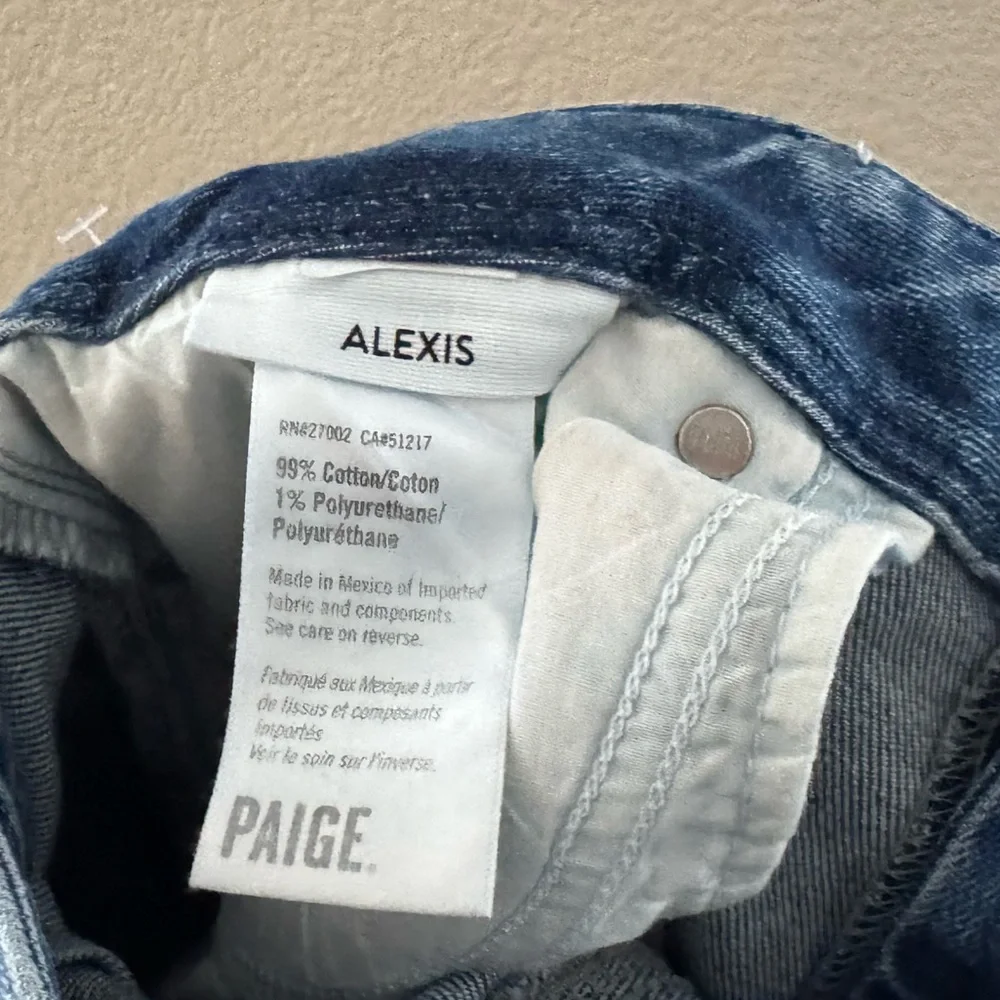 ALEXIS
RN#27002 CA#51217
99% Cotton/Coton
1% Polyurethane/
Polyuréthane
Made in Mexico of imported
fabric and components.
See care on reverse.
Fabriqué aux Mexique à partir
de tissus et composants
importés
Voir le soin sur l'inverse.
PAIGE.